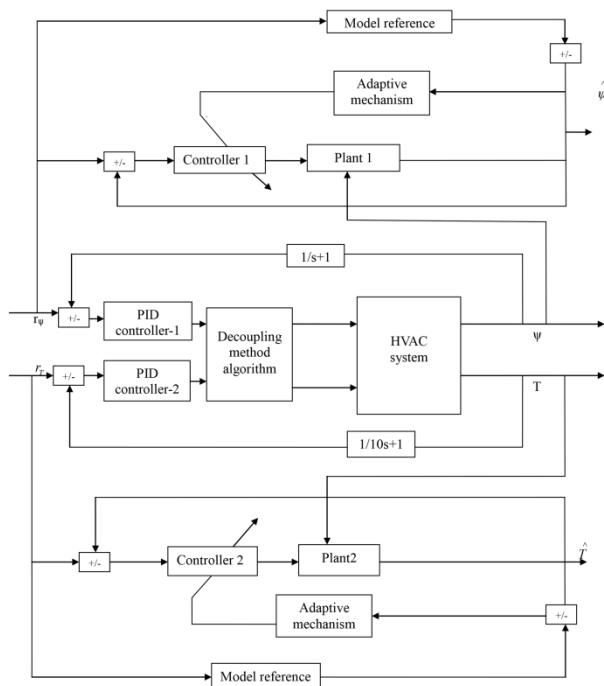 Model reference
+/-
Adaptive
mechanism
ψ̂
+/-
Controller 1
Plant 1
1/s+1
r_ψ
+/-
PID
controller-1
Decoupling
method
algorithm
HVAC
system
ψ
r_T
+/-
PID
controller-2
T
1/10s+1
+/-
Controller 2
Plant2
T̂
Adaptive
mechanism
+/-
Model reference